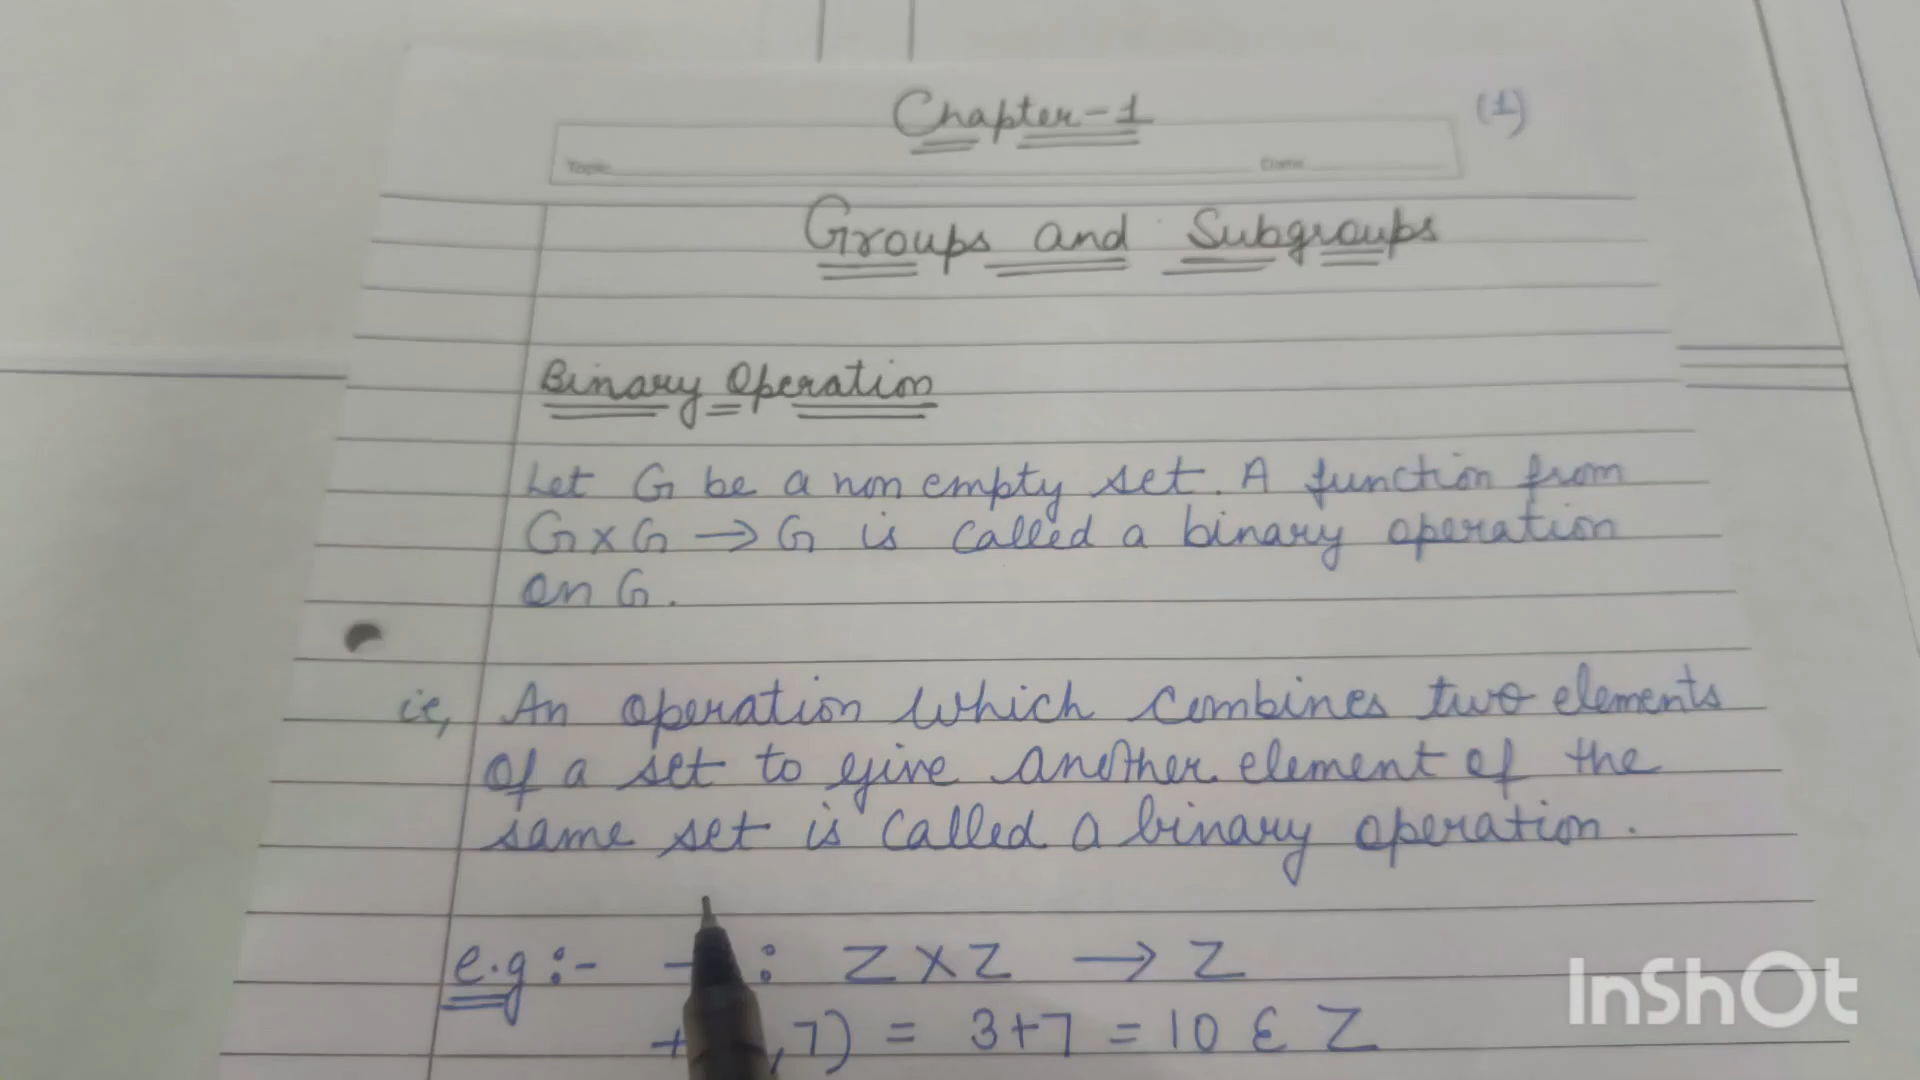 Chapter-1
(1)
Topic
Groups and Subgroups
Binary Operation
Let G be a non empty set. A function from
G×G → G is called a binary operation
on G.
ie, An operation which combines two elements
of a set to give another element of the
same set is called a binary operation.
e.g:- : Z×Z → Z
+ ,7) = 3+7 = 10 ε Z
InShOt